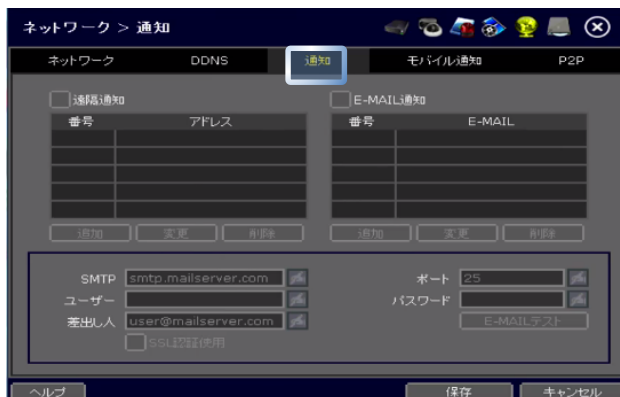 ネットワーク > 通知
ネットワーク DDNS 通知 モバイル通知 P2P
遠隔通知 E-MAIL通知
番号 アドレス 番号 E-MAIL
追加 変更 削除 追加 変更 削除
SMTP smtp.mailserver.com ポート 25
ユーザー パスワード
差出し人 user@mailserver.com E-MAILテスト
SSL認証使用
ヘルプ 保存 キャンセル